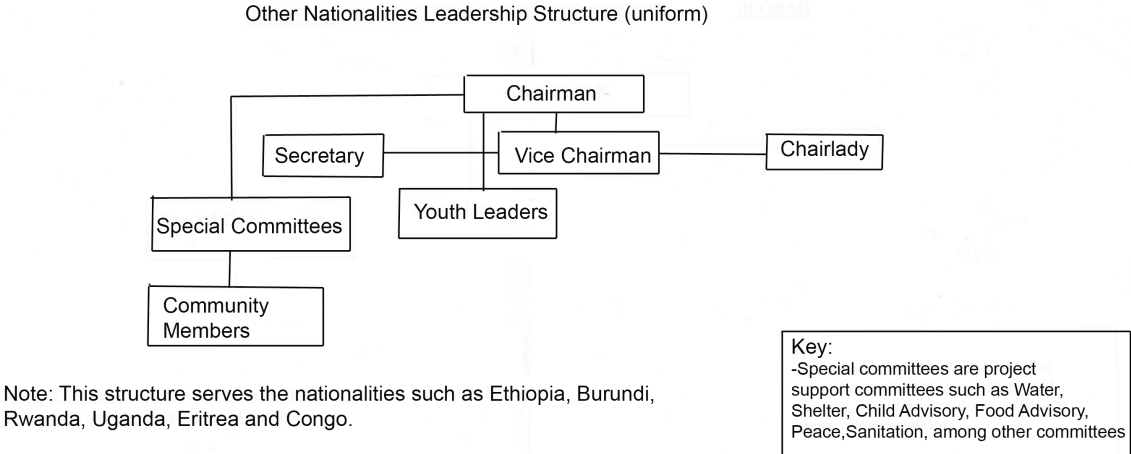 Other Nationalities Leadership Structure (uniform)
Chairman
Secretary
Vice Chairman
Chairlady
Special Committees
Youth Leaders
Community
Members
Note: This structure serves the nationalities such as Ethiopia, Burundi,
Rwanda, Uganda, Eritrea and Congo.
Key:
-Special committees are project
support committees such as Water,
Shelter, Child Advisory, Food Advisory,
Peace,Sanitation, among other committees